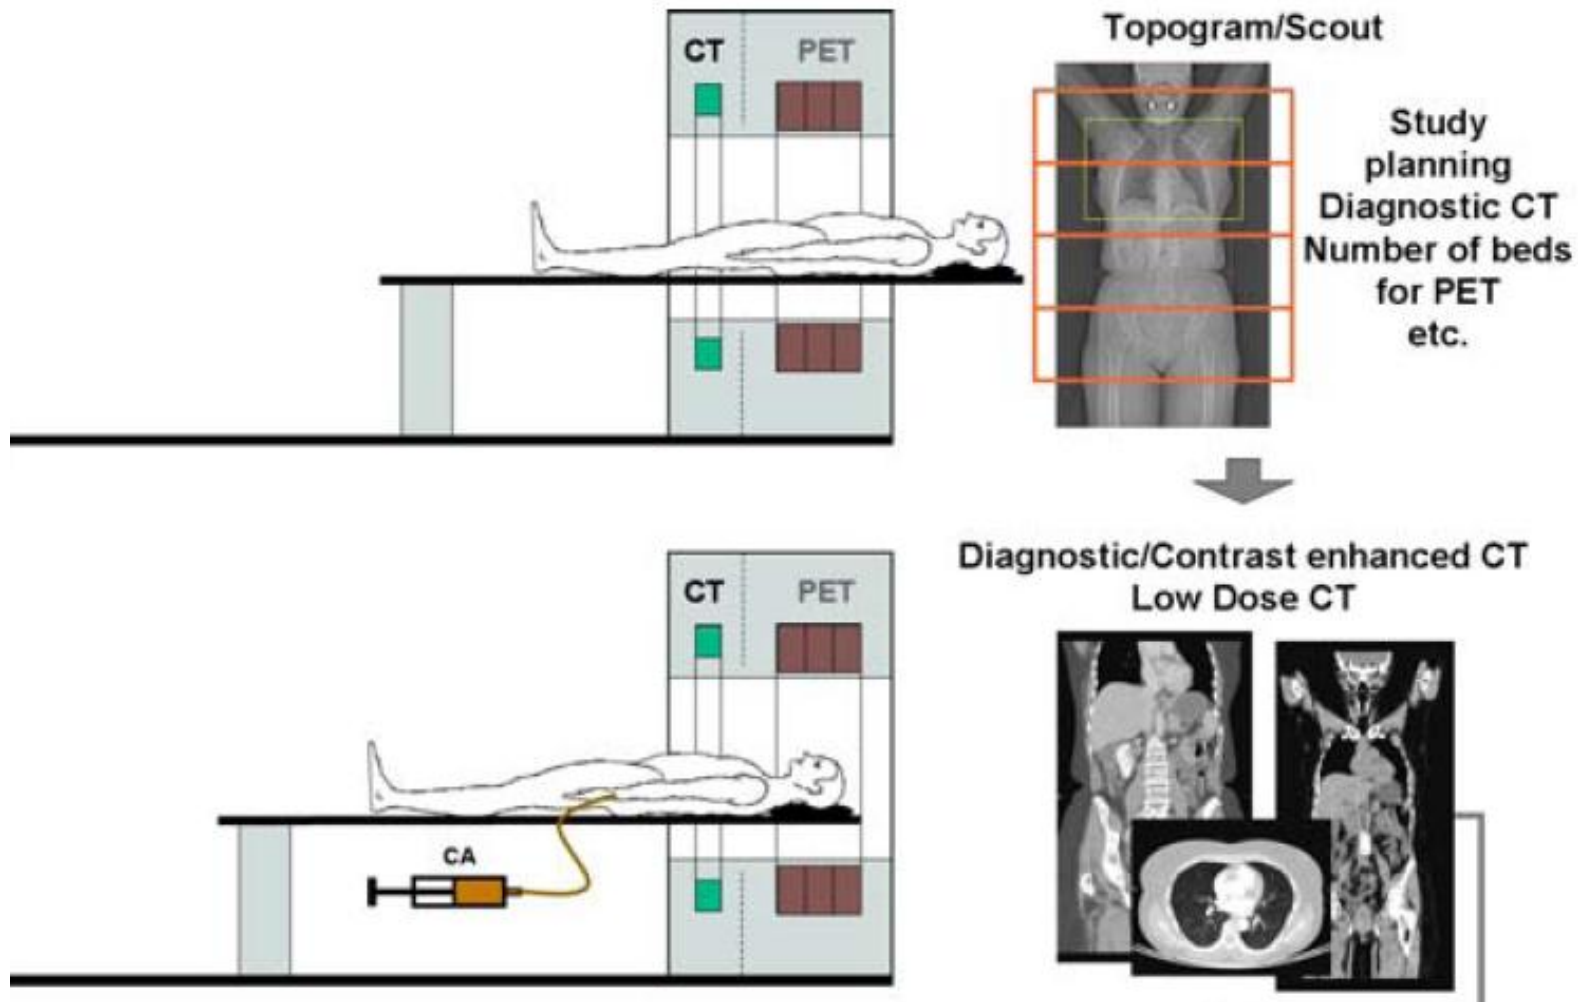 CT PET
Topogram/Scout
Study
planning
Diagnostic CT
Number of beds
for PET
etc.
CT PET
CA
Diagnostic/Contrast enhanced CT
Low Dose CT